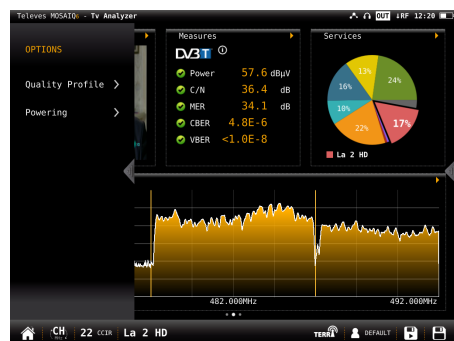 Televes MOSAIQ6 - Tv Analyzer
OUT RF 12:20
OPTIONS
Quality Profile
Powering
Measures
DVB T
Power 57.6 dBµV
C/N 36.4 dB
MER 34.1 dB
CBER 4.8E-6
VBER <1.0E-8
Services
13%
24%
16%
18%
17%
22%
La 2 HD
482.000MHz
492.000MHz
CH 22 CCIR La 2 HD
TERR
DEFAULT